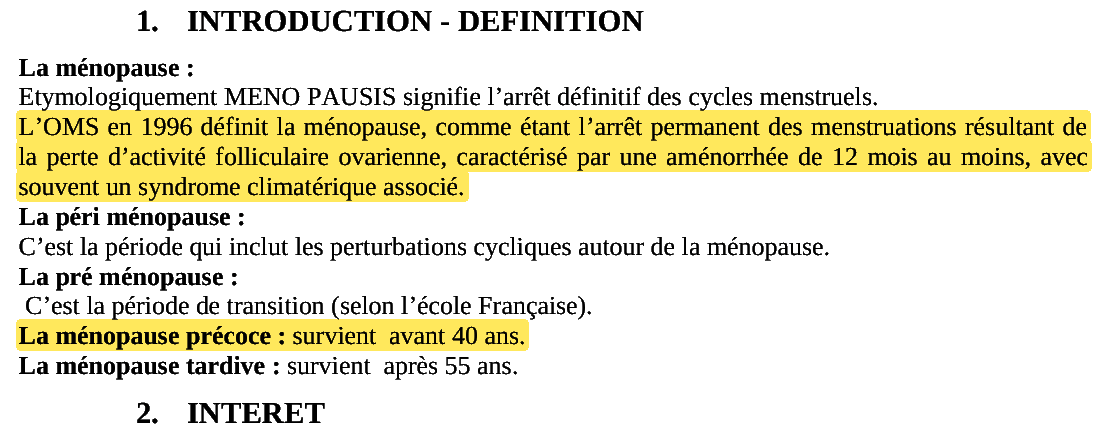 1. INTRODUCTION - DEFINITION
La ménopause :
Etymologiquement MENO PAUSIS signifie l’arrêt définitif des cycles menstruels.
L’OMS en 1996 définit la ménopause, comme étant l’arrêt permanent des menstruations résultant de
la perte d’activité folliculaire ovarienne, caractérisé par une aménorrhée de 12 mois au moins, avec
souvent un syndrome climatérique associé.
La péri ménopause :
C’est la période qui inclut les perturbations cycliques autour de la ménopause.
La pré ménopause :
C’est la période de transition (selon l’école Française).
La ménopause précoce : survient avant 40 ans.
La ménopause tardive : survient après 55 ans.
2. INTERET